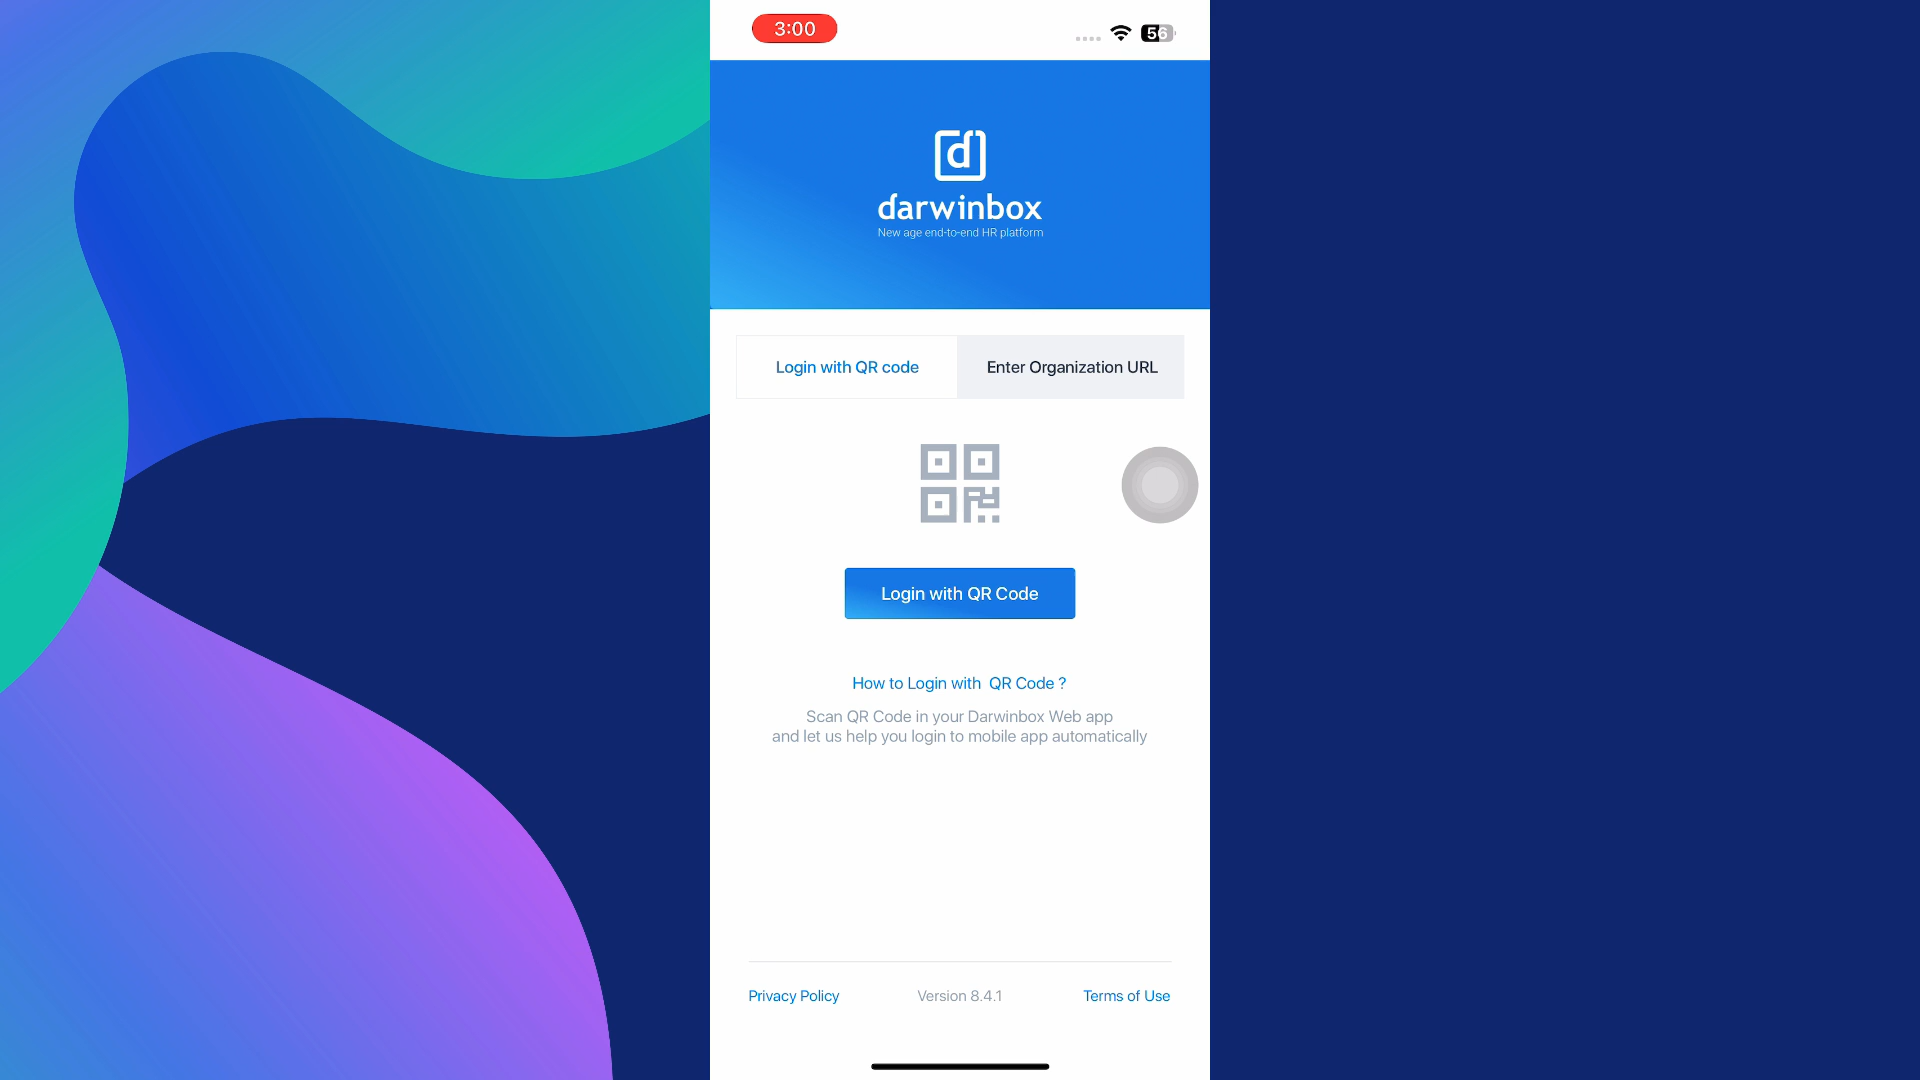 3:00
56
d
darwinbox
New age end-to-end HR platform
Login with QR code
Enter Organization URL
Login with QR Code
How to Login with  QR Code ?
Scan QR Code in your Darwinbox Web app
and let us help you login to mobile app automatically
Privacy Policy
Version 8.4.1
Terms of Use